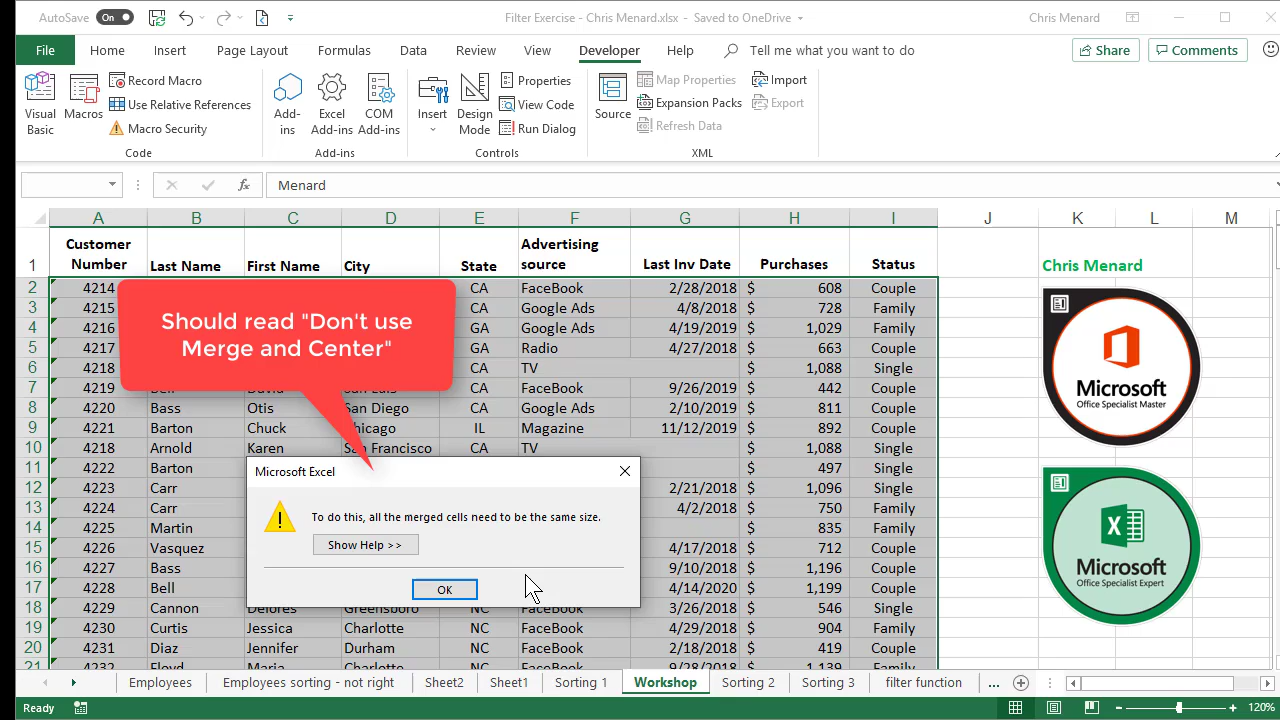 AutoSave On Filter Exercise - Chris Menard.xlsx - Saved to OneDrive Chris Menard
File Home Insert Page Layout Formulas Data Review View Developer Help Tell me what you want to do Share Comments
Visual Basic
Macros
Record Macro
Use Relative References
Macro Security
Code
Add-ins
Excel Add-ins
COM Add-ins
Add-ins
Insert
Design Mode
Properties
View Code
Run Dialog
Controls
Source
Map Properties
Expansion Packs
Refresh Data
Import
Export
XML
fx Menard
A B C D E F G H I J K L M
1 Customer Number Last Name First Name City State Advertising source Last Inv Date Purchases Status
Chris Menard
2 4214 CA FaceBook 2/28/2018 $ 608 Couple
3 4215 CA Google Ads 4/8/2018 $ 728 Family
4 4216 GA Google Ads 4/19/2019 $ 1,029 Family
5 4217 GA Radio 4/27/2018 $ 663 Couple
6 4218 CA TV $ 1,088 Single
7 4219 CA FaceBook 9/26/2019 $ 442 Couple
8 4220 Bass Otis San Diego CA Google Ads 2/10/2019 $ 811 Couple
9 4221 Barton Chuck Chicago IL Magazine 11/12/2019 $ 892 Couple
10 4218 Arnold Karen San Francisco CA TV $ 1,088 Single
11 4222 Barton $ 497 Single
12 4223 Carr 2/21/2018 $ 1,096 Single
13 4224 Carr 4/2/2018 $ 750 Family
14 4225 Martin $ 835 Family
15 4226 Vasquez 4/17/2018 $ 712 Couple
16 4227 Bass 9/10/2018 $ 1,196 Couple
17 4228 Bell 4/14/2020 $ 1,199 Couple
18 4229 Cannon Delores Greensboro NC FaceBook 3/26/2018 $ 546 Single
19 4230 Curtis Jessica Charlotte NC FaceBook 4/29/2018 $ 904 Family
20 4231 Diaz Jennifer Durham NC FaceBook 2/18/2018 $ 419 Couple
21 4232 Floyd Maria Charlotte NC FaceBook 9/28/2018 $ 1,139 Family
Should read "Don't use
Merge and Center"
Microsoft Excel
To do this, all the merged cells need to be the same size.
Show Help >>
OK
Microsoft
Office Specialist Master
Microsoft
Office Specialist Expert
Employees Employees sorting - not right Sheet2 Sheet1 Sorting 1 Workshop Sorting 2 Sorting 3 filter function ...
Ready 120%